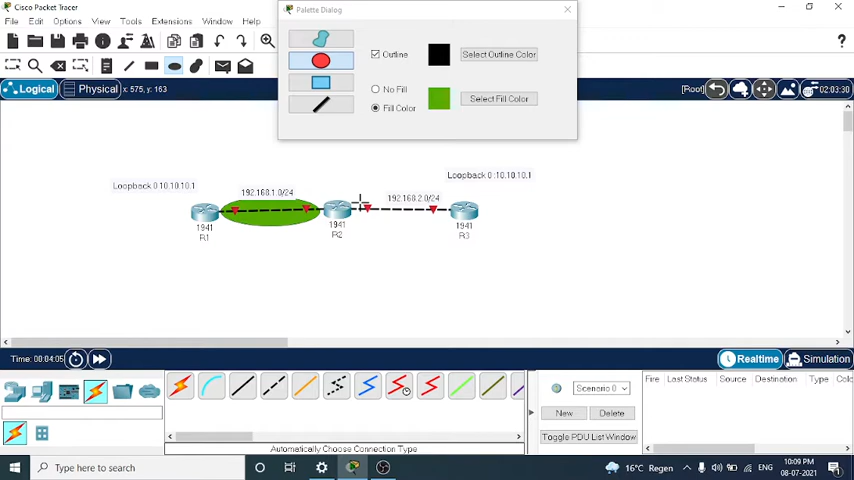 Cisco Packet Tracer
File Edit Options View Tools Extensions Window Help
Palette Dialog
Outline
Select Outline Color
No Fill
Fill Color
Select Fill Color
Logical Physical x: 575, y: 163
[Root] 02:03:30
Loopback 0:10.10.10.1
192.168.1.0/24
192.168.2.0/24
Loopback 0:10.10.10.1
1941
R1
1941
R2
1941
R3
Time: 00:04:05
Realtime Simulation
Scenario 0
New Delete
Toggle PDU List Window
Fire Last Status Source Destination Type Colo
Automatically Choose Connection Type
Type here to search
16°C Regen ENG 10:09 PM
08-07-2021